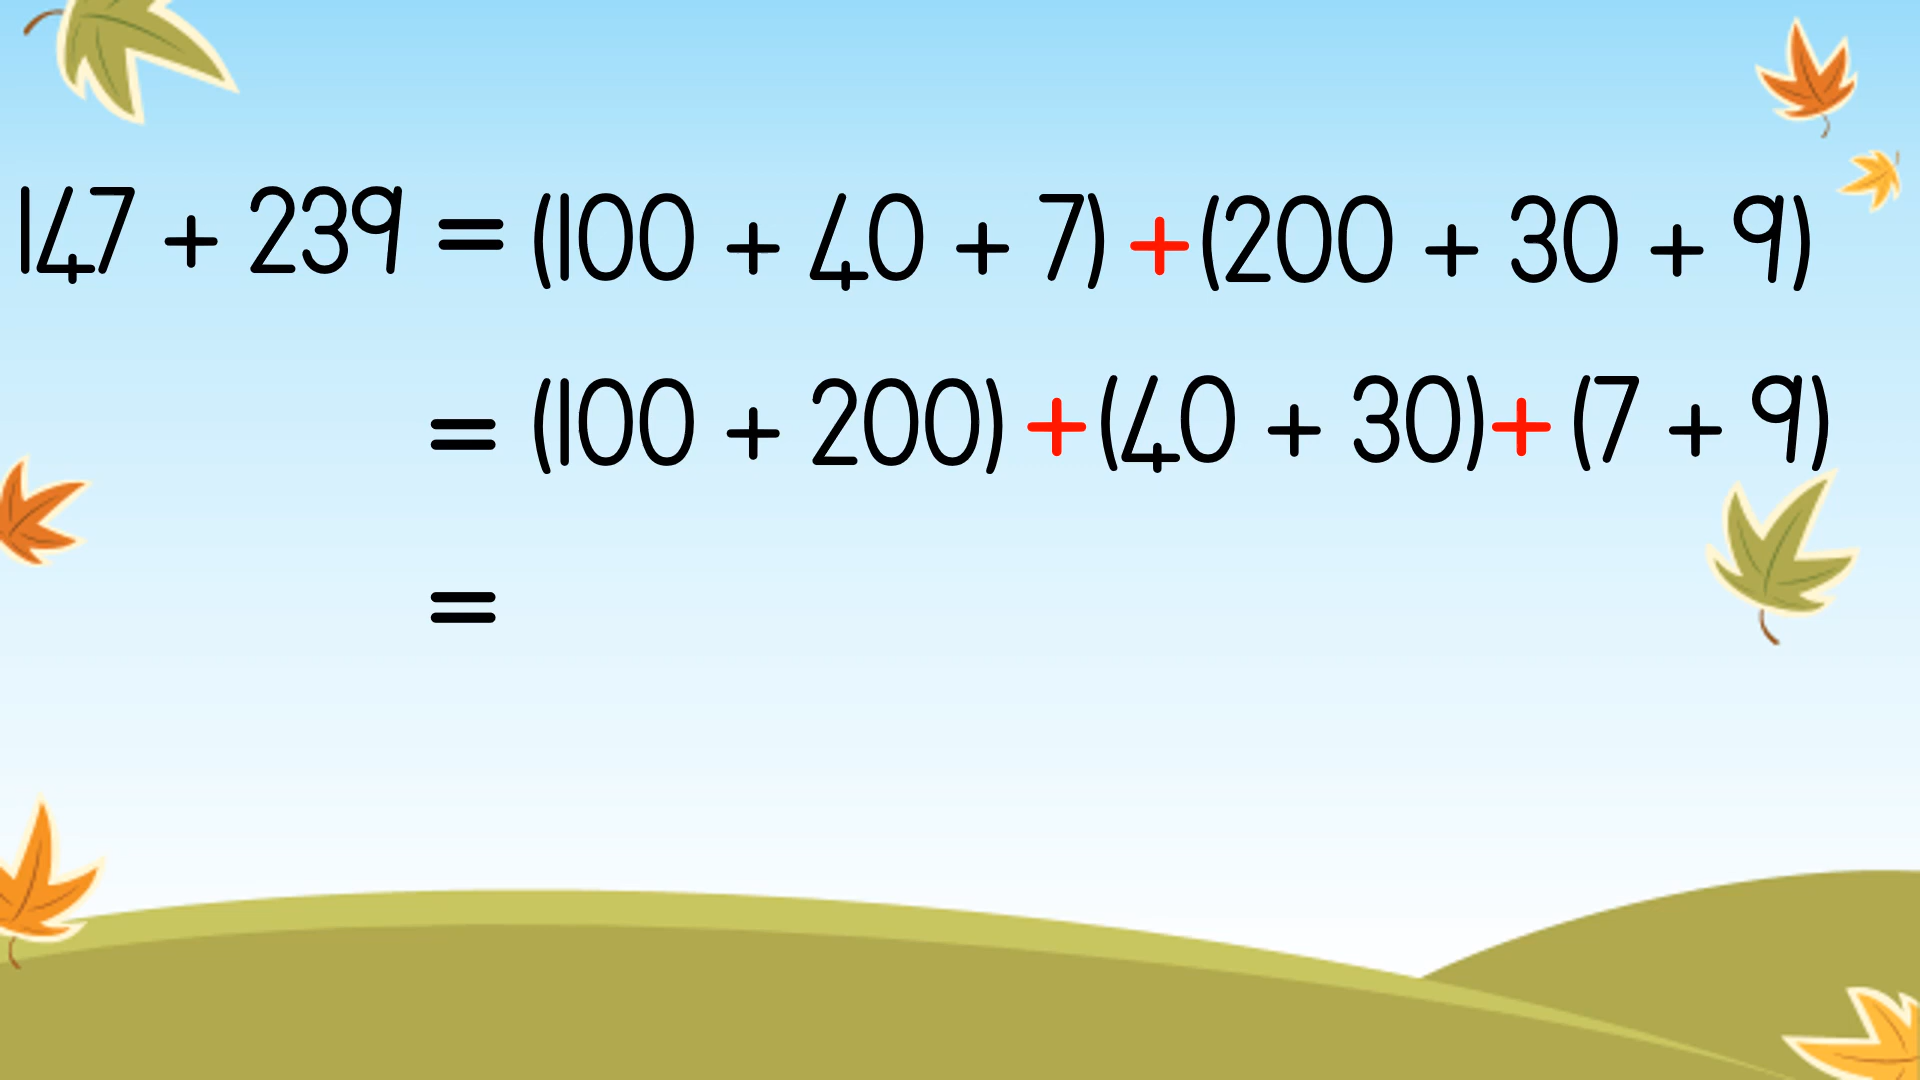 147 + 239 = (100 + 40 + 7) + (200 + 30 + 9)
= (100 + 200) + (40 + 30) + (7 + 9)
=